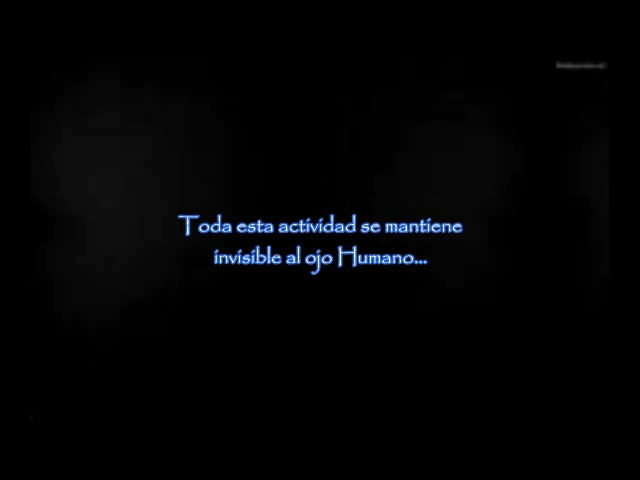 Toda esta actividad se mantiene
invisible al ojo Humano...